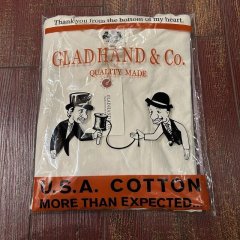 Thank you from the bottom of my heart.
GLAD HAND & Co.
QUALITY MADE
U.S.A. COTTON
MORE THAN EXPECTED